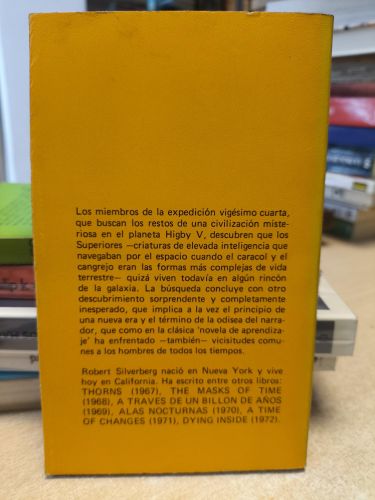 Los miembros de la expedición vigésimo cuarta,
que buscan los restos de una civilización miste-
riosa en el planeta Higby V, descubren que los
Superiores —criaturas de elevada inteligencia que
navegaban por el espacio cuando el caracol y el
cangrejo eran las formas más complejas de vida
terrestre— quizá viven todavía en algún rincón
de la galaxia. La búsqueda concluye con otro
descubrimiento sorprendente y completamente
inesperado, que implica a la vez el principio de
una nueva era y el término de la odisea del narra-
dor, que como en la clásica 'novela de aprendiza-
je' ha enfrentado —también— vicisitudes comu-
nes a los hombres de todos los tiempos.
Robert Silverberg nació en Nueva York y vive
hoy en California. Ha escrito entre otros libros:
THORNS (1967), THE MASKS OF TIME
(1968), A TRAVES DE UN BILLON DE AÑOS
(1969), ALAS NOCTURNAS (1970), A TIME
OF CHANGES (1971), DYING INSIDE (1972).